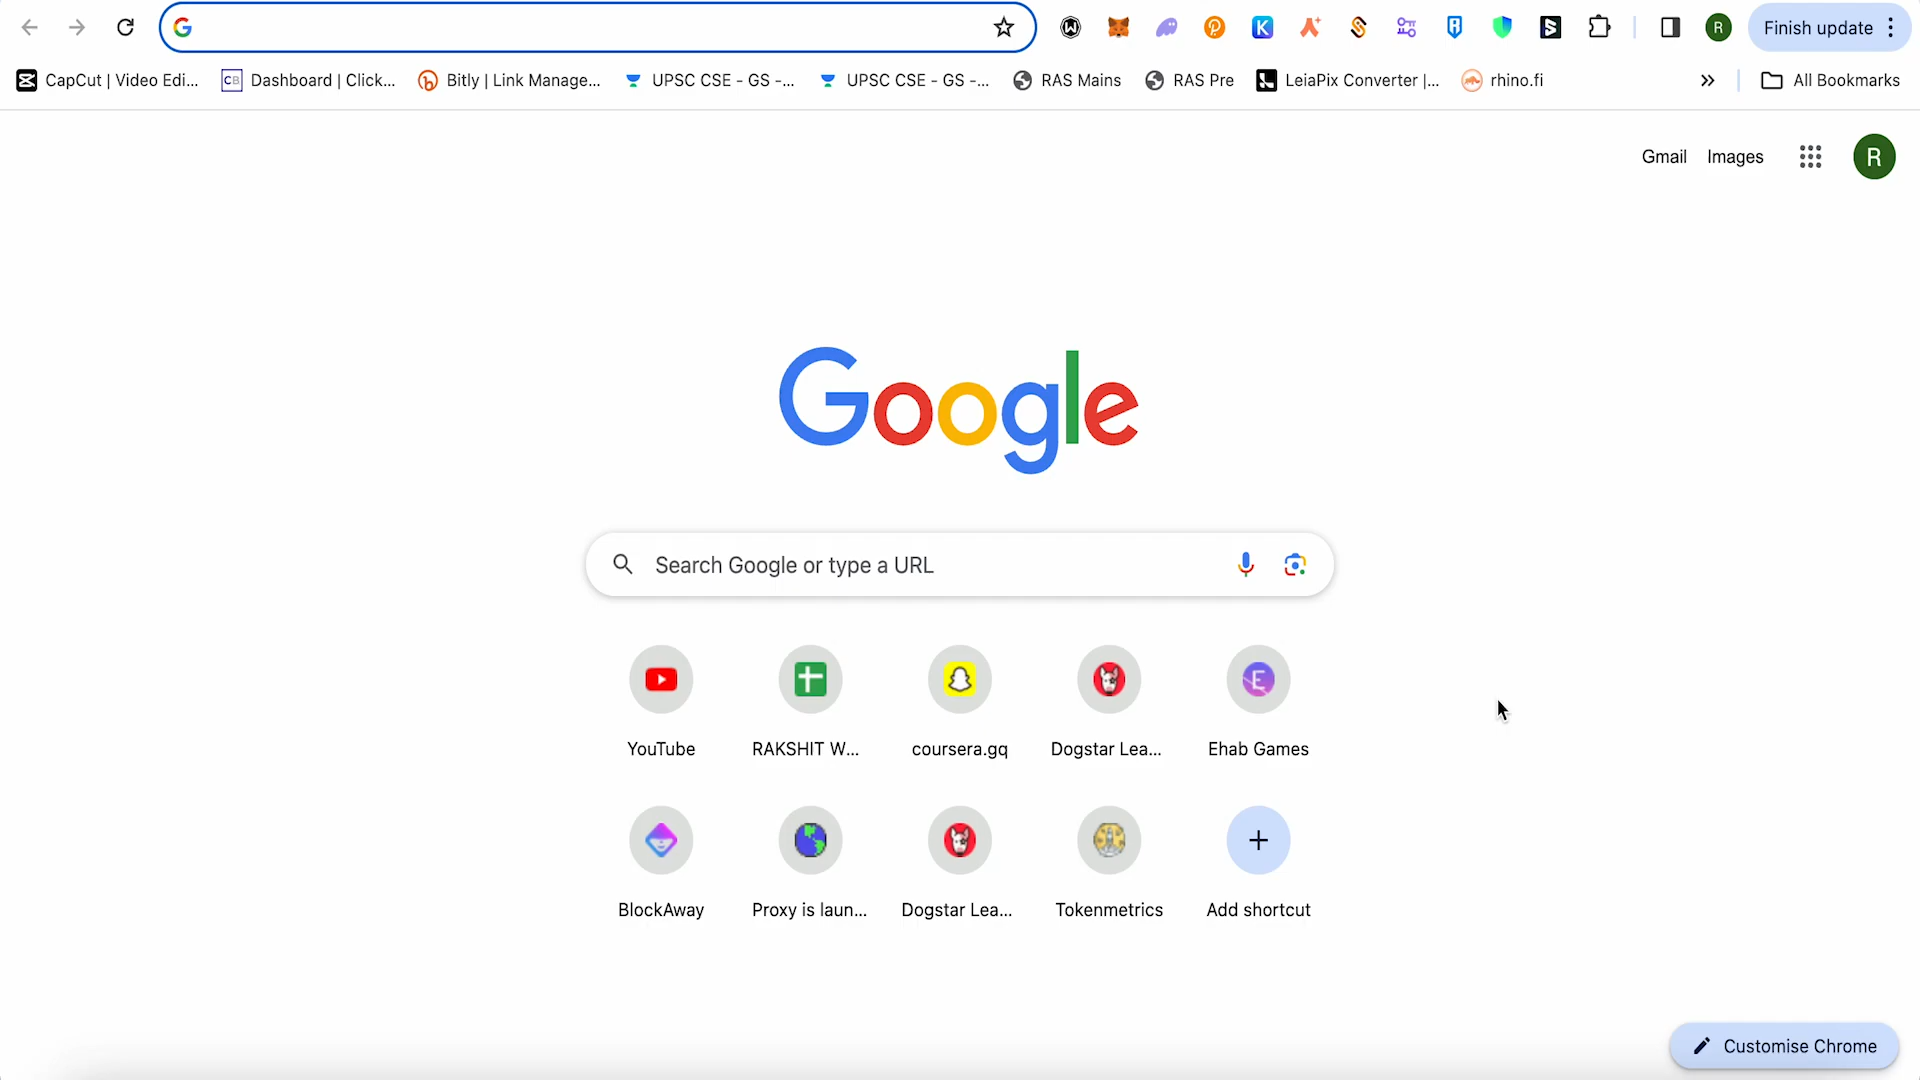 R
Finish update
CapCut | Video Edi...
CB
Dashboard | Click...
Bitly | Link Manage...
UPSC CSE - GS -...
UPSC CSE - GS -...
RAS Mains
RAS Pre
LeiaPix Converter |...
rhino.fi
All Bookmarks
Gmail
Images
R
Google
Search Google or type a URL
YouTube
RAKSHIT W...
coursera.gq
Dogstar Lea...
E
Ehab Games
BlockAway
Proxy is laun...
Dogstar Lea...
Tokenmetrics
Add shortcut
Customise Chrome